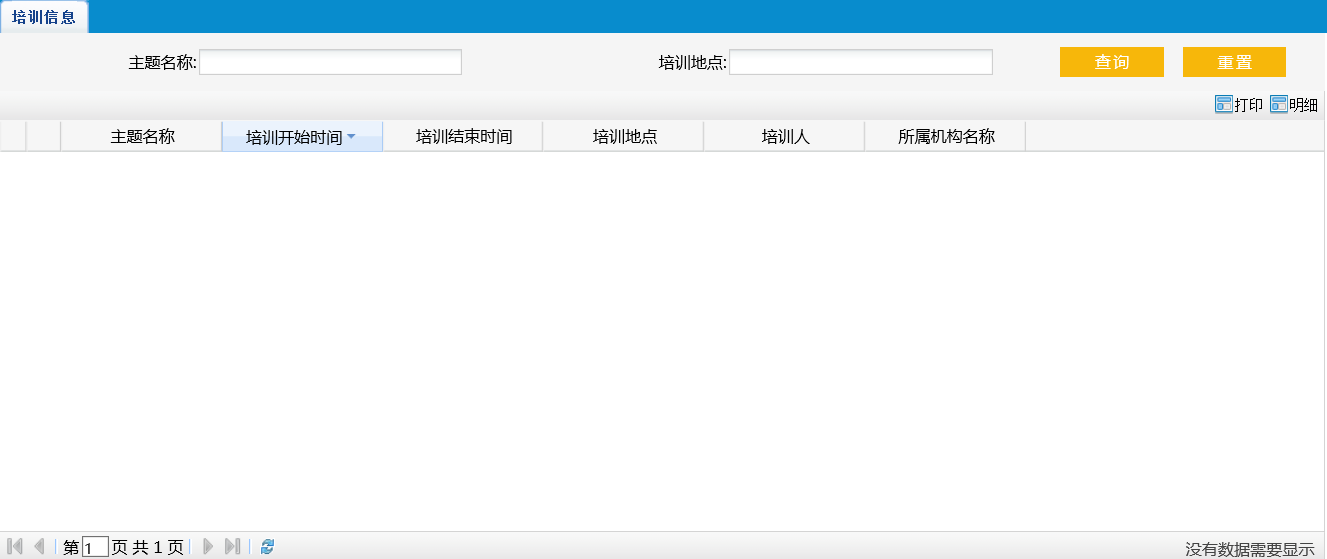 培训信息
主题名称: 培训地点: 查询 重置
打印 明细
主题名称 培训开始时间 培训结束时间 培训地点 培训人 所属机构名称
第 1 页 共 1 页 没有数据需要显示